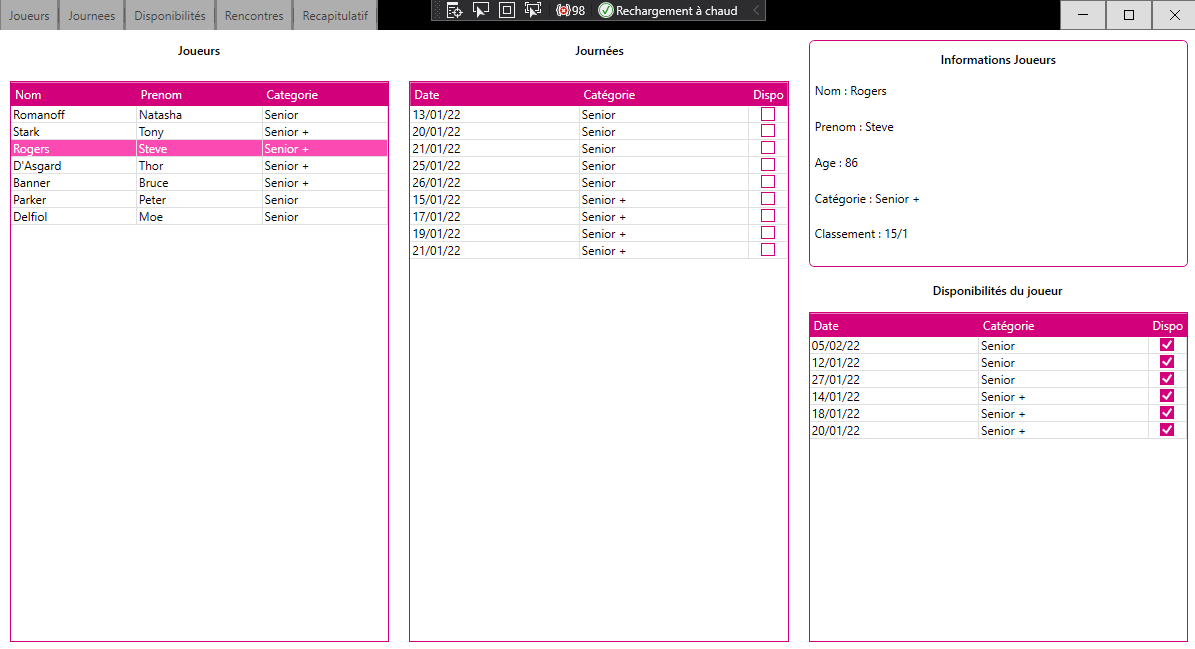 Joueurs Journees Disponibilités Rencontres Recapitulatif 98 Rechargement à chaud
Joueurs
Nom Prenom Categorie
Romanoff Natasha Senior
Stark Tony Senior +
Rogers Steve Senior +
D'Asgard Thor Senior +
Banner Bruce Senior +
Parker Peter Senior
Delfiol Moe Senior
Journées
Date Catégorie Dispo
13/01/22 Senior
20/01/22 Senior
21/01/22 Senior
25/01/22 Senior
26/01/22 Senior
15/01/22 Senior +
17/01/22 Senior +
19/01/22 Senior +
21/01/22 Senior +
Informations Joueurs
Nom : Rogers
Prenom : Steve
Age : 86
Catégorie : Senior +
Classement : 15/1
Disponibilités du joueur
Date Catégorie Dispo
05/02/22 Senior
12/01/22 Senior
27/01/22 Senior
14/01/22 Senior +
18/01/22 Senior +
20/01/22 Senior +